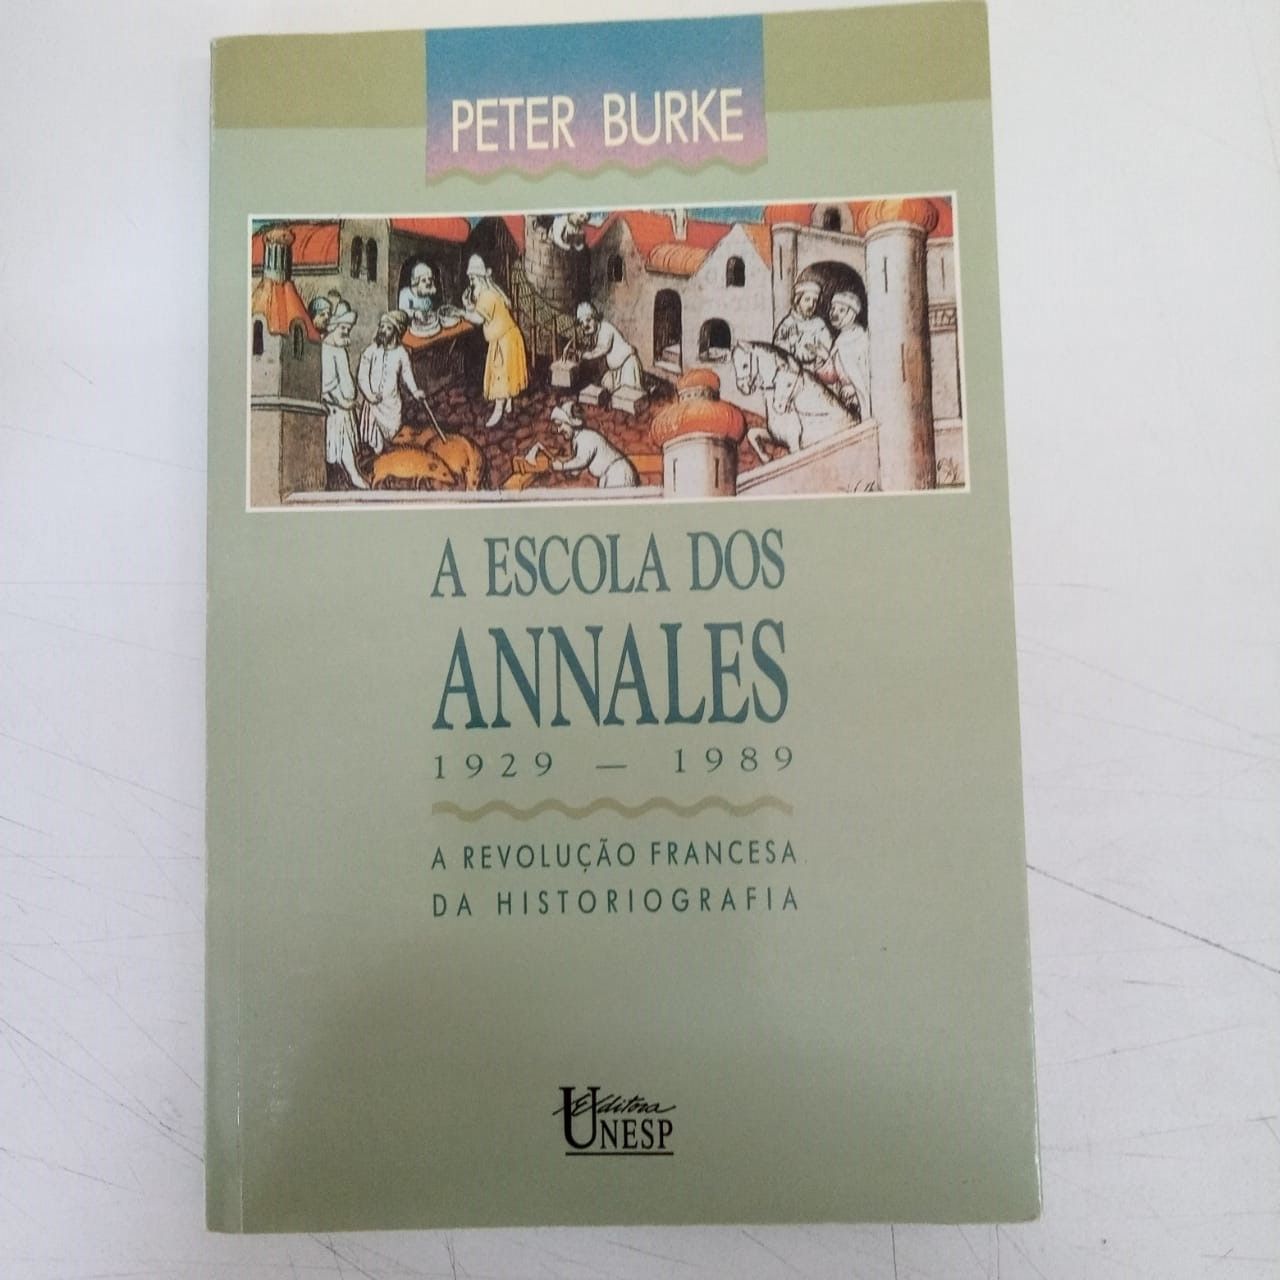 PETER BURKE
A ESCOLA DOS
ANNALES
1929 — 1989
A REVOLUÇÃO FRANCESA
DA HISTORIOGRAFIA
Editora
UNESP